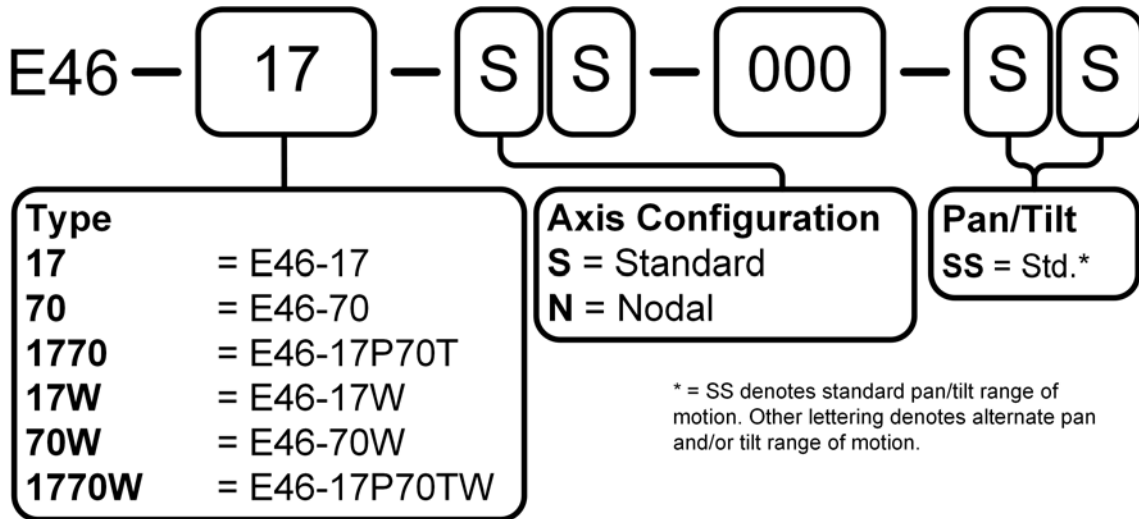 E46 — 17 — S S — 000 — S S
Type
17 = E46-17
70 = E46-70
1770 = E46-17P70T
17W = E46-17W
70W = E46-70W
1770W = E46-17P70TW
Axis Configuration
S = Standard
N = Nodal
Pan/Tilt
SS = Std.*
* = SS denotes standard pan/tilt range of
motion. Other lettering denotes alternate pan
and/or tilt range of motion.